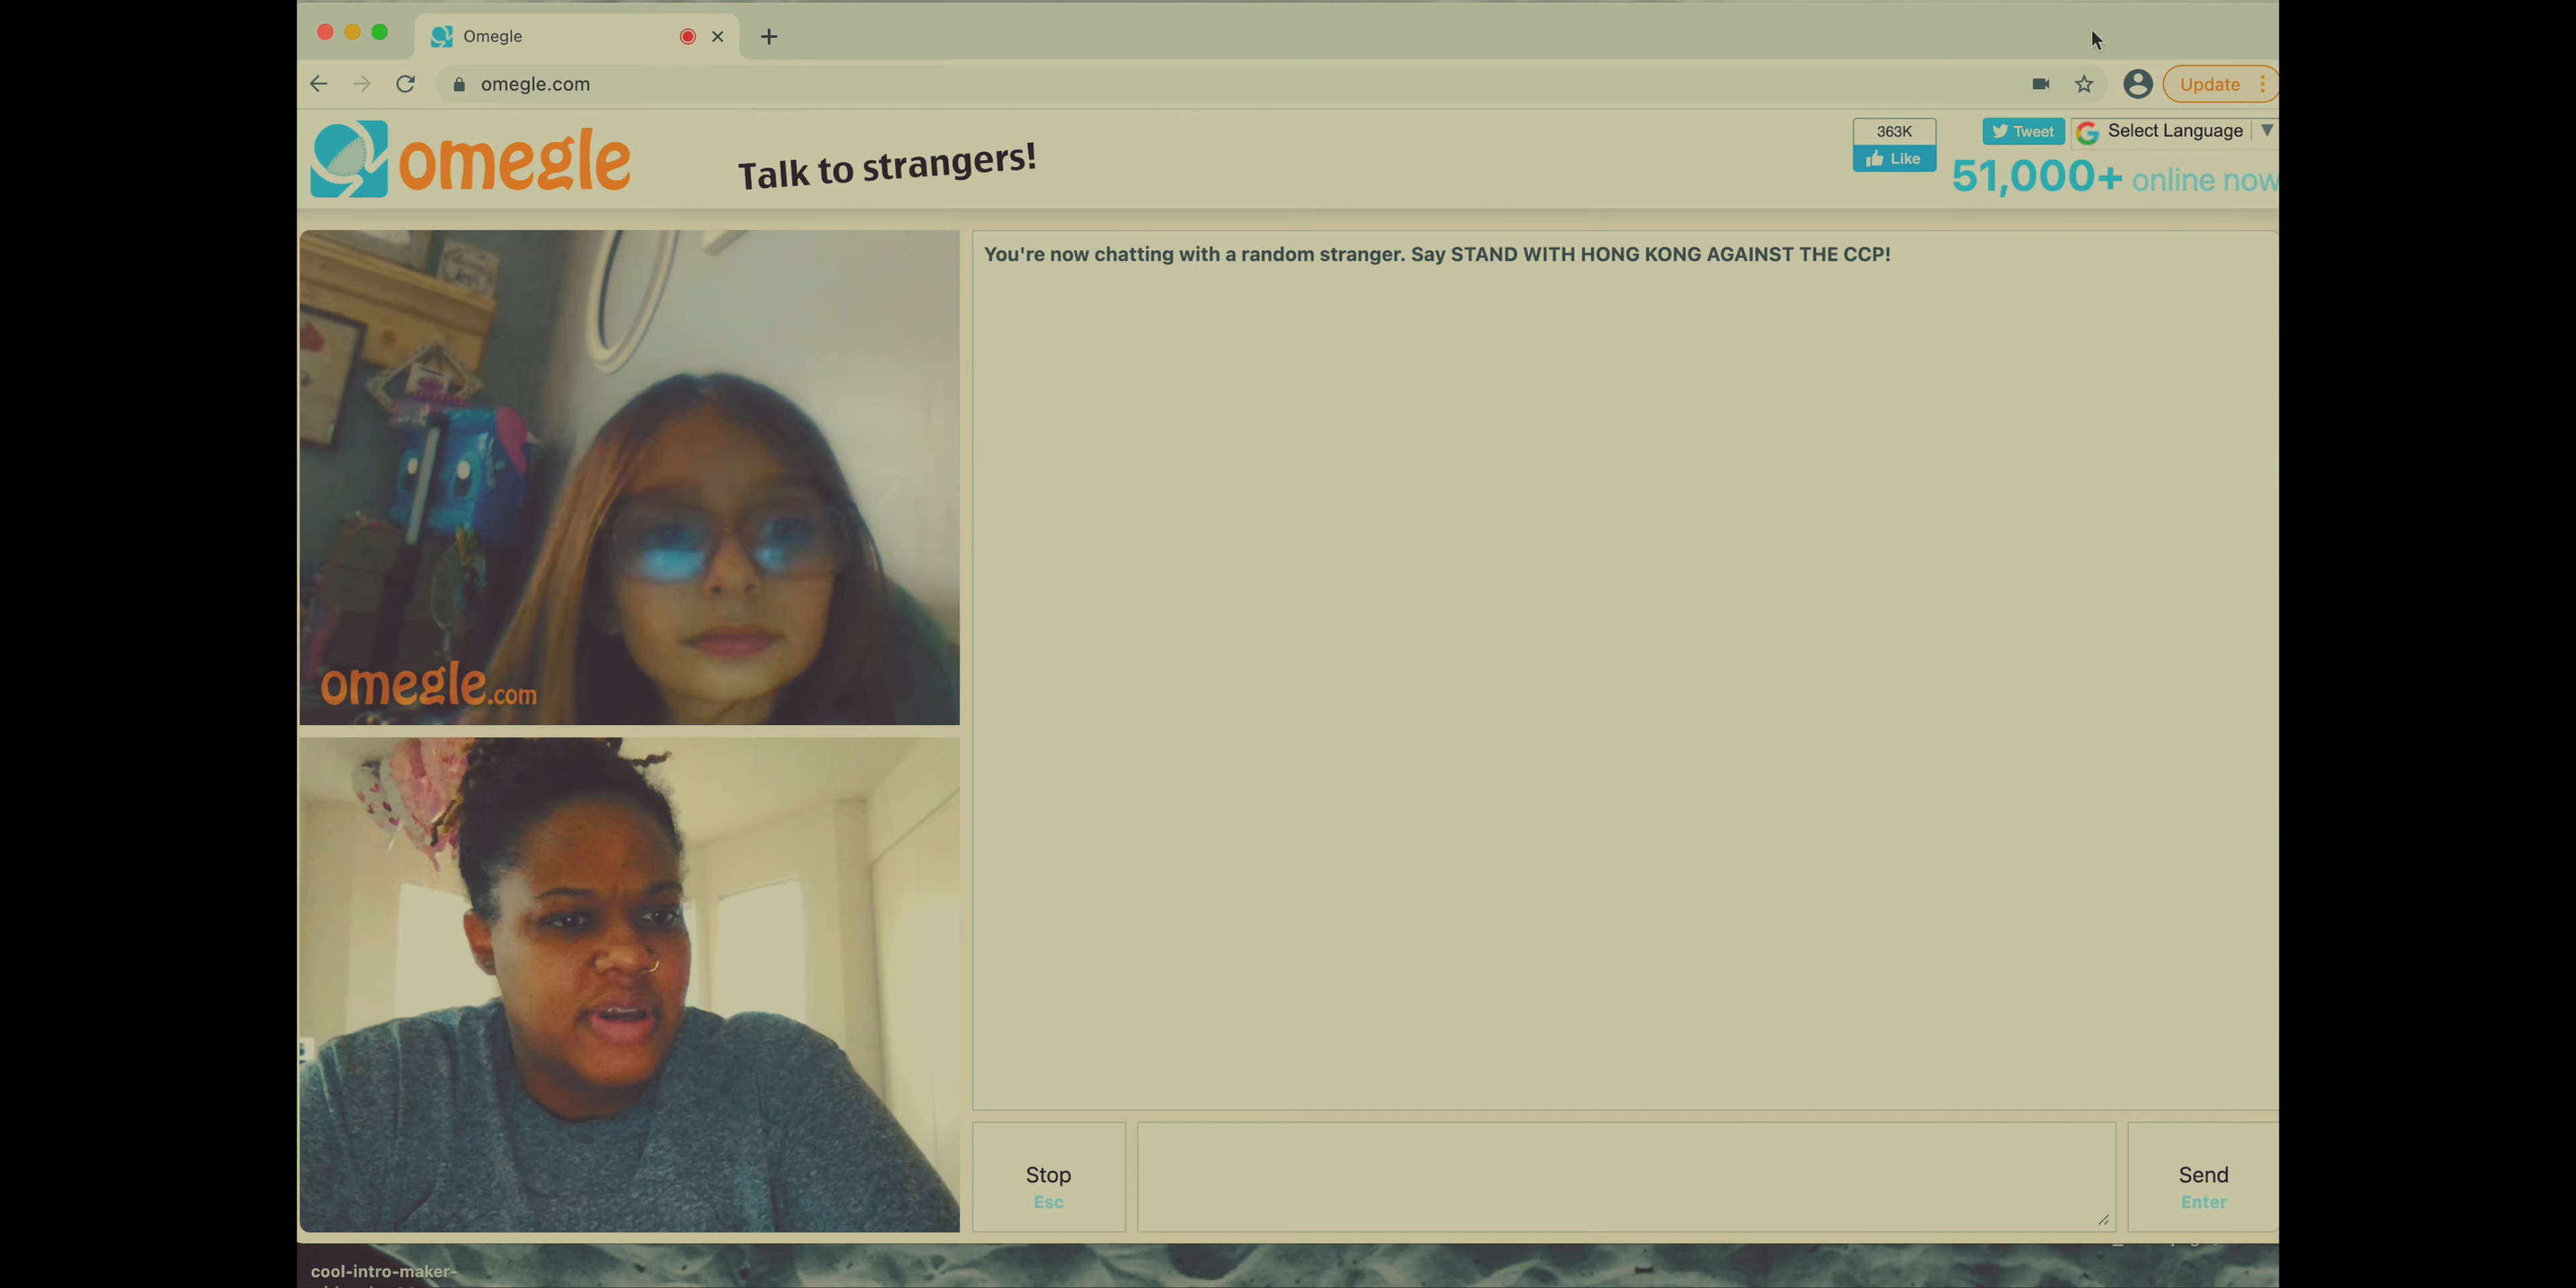 Omegle
omegle.com
Update
omegle
Talk to strangers!
363K
Like
Tweet
Select Language
51,000+ online now
You're now chatting with a random stranger. Say STAND WITH HONG KONG AGAINST THE CCP!
omegle.com
Stop
Esc
Send
Enter
cool-intro-maker-